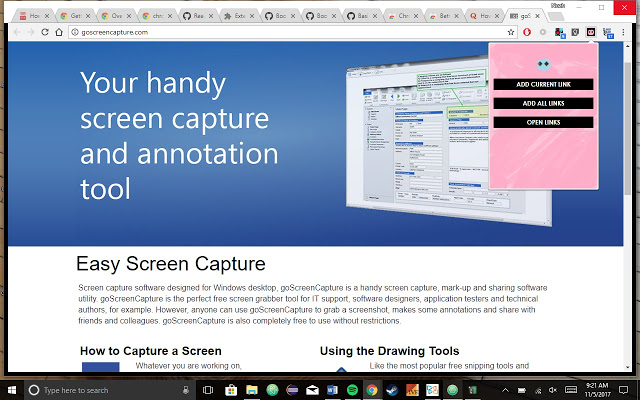 Noah
How
Get
Ove
scre
Scre
Rea
Exte
Boo
Boo
Bas
Chr
Bet
How
goS
goscreencapture.com
Your handy
screen capture
and annotation
tool
ADD CURRENT LINK
ADD ALL LINKS
OPEN LINKS
Easy Screen Capture
Screen capture software designed for Windows desktop, goScreenCapture is a handy screen capture, mark-up and sharing software
utility. goScreenCapture is the perfect free screen grabber tool for IT support, software designers, application testers and technical
authors, for example. However, anyone can use goScreenCapture to grab a screenshot, makes some annotations and share with
friends and colleagues. goScreenCapture is also completely free to use without restrictions.
How to Capture a Screen
Using the Drawing Tools
Whatever you are working on,
Like the most popular free snipping tools and
Type here to search
9:21 AM
11/5/2017